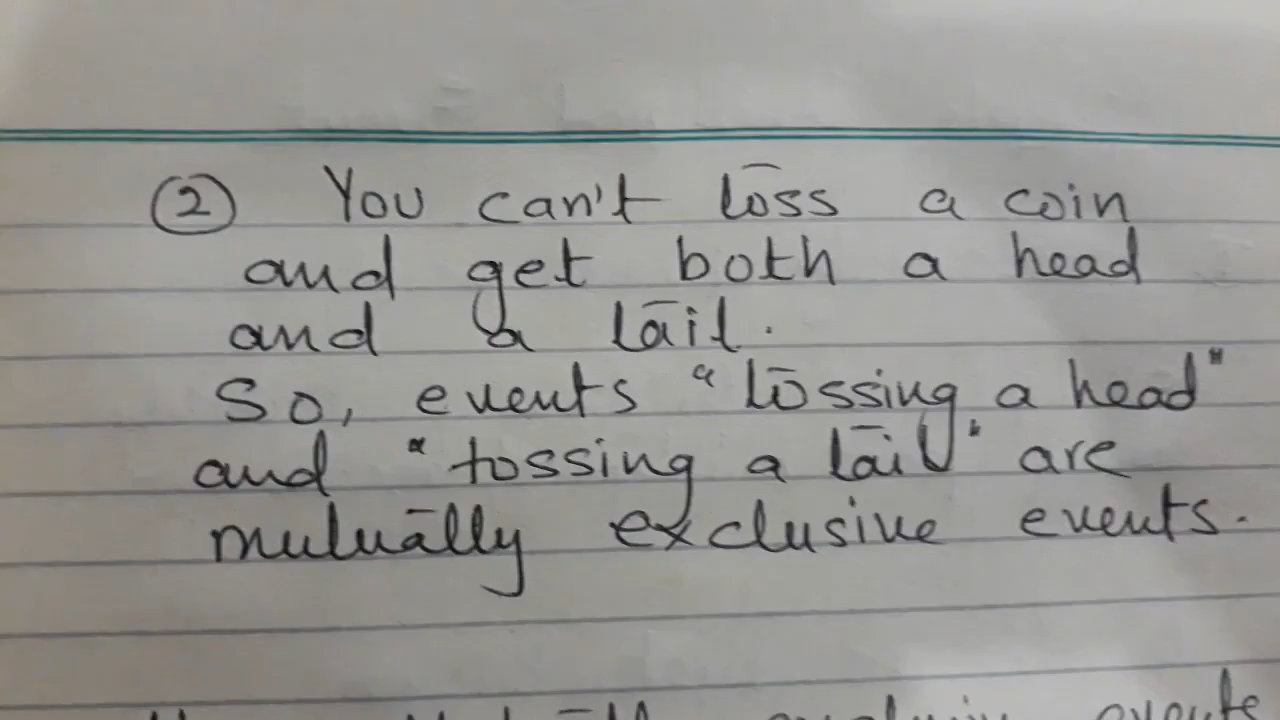 ② You can't toss a coin
and get both a head
and a tail.
So, events "tossing a head"
and "tossing a tail" are
mutually exclusive events.